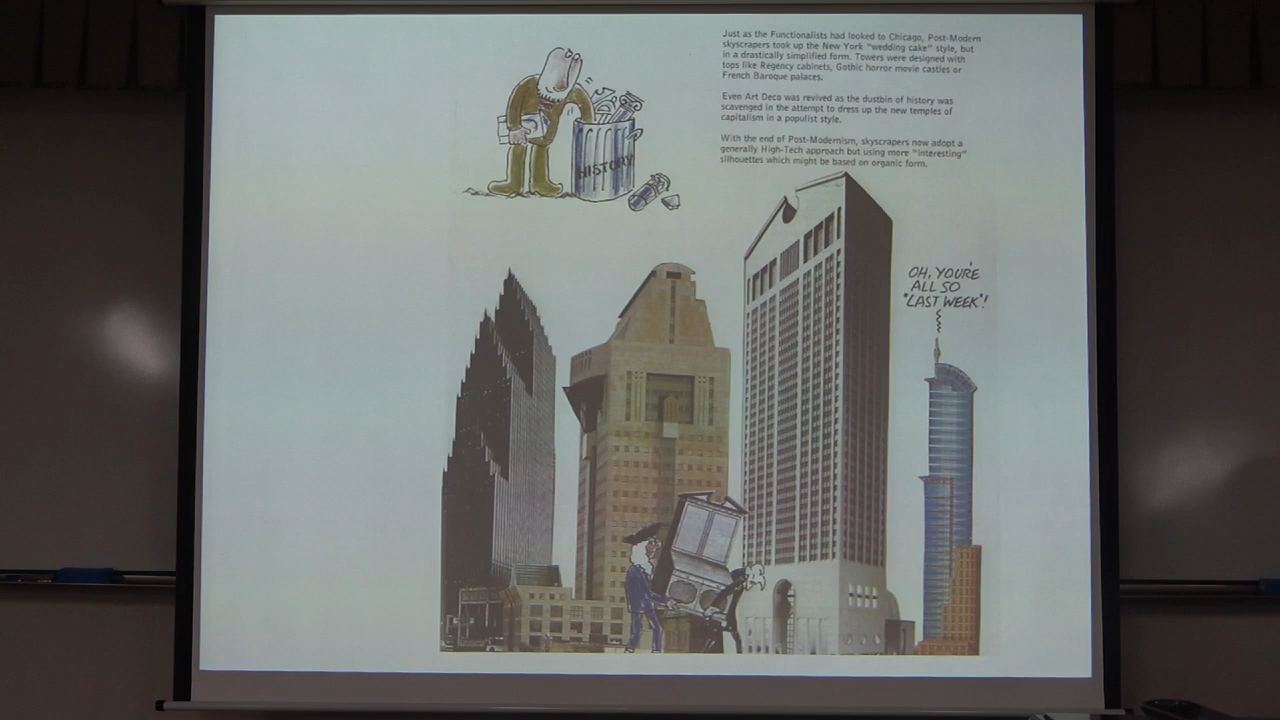 Just as the Functionalists had looked to Chicago, Post-Modern
skyscrapers took up the New York "wedding cake" style, but
in a drastically simplified form. Towers were designed with
tops like Regency cabinets, Gothic horror movie castles or
French Baroque palaces.
Even Art Deco was revived as the dustbin of history was
scavenged in the attempt to dress up the new temples of
capitalism in a populist style.
With the end of Post-Modernism, skyscrapers now adopt a
generally High-Tech approach but using more "interesting"
silhouettes which might be based on organic form.
HISTORY
OH, YOU'RE
ALL SO
"LAST WEEK"!